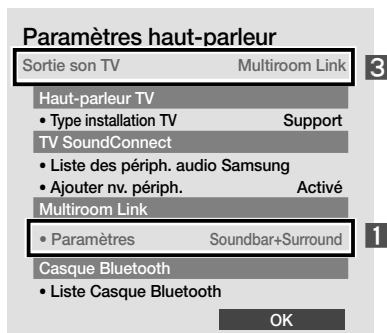 Paramètres haut-parleur
Sortie son TV Multiroom Link
3
Haut-parleur TV
• Type installation TV Support
TV SoundConnect
• Liste des périph. audio Samsung
• Ajouter nv. périph. Activé
Multiroom Link
• Paramètres Soundbar+Surround
1
Casque Bluetooth
• Liste Casque Bluetooth
OK